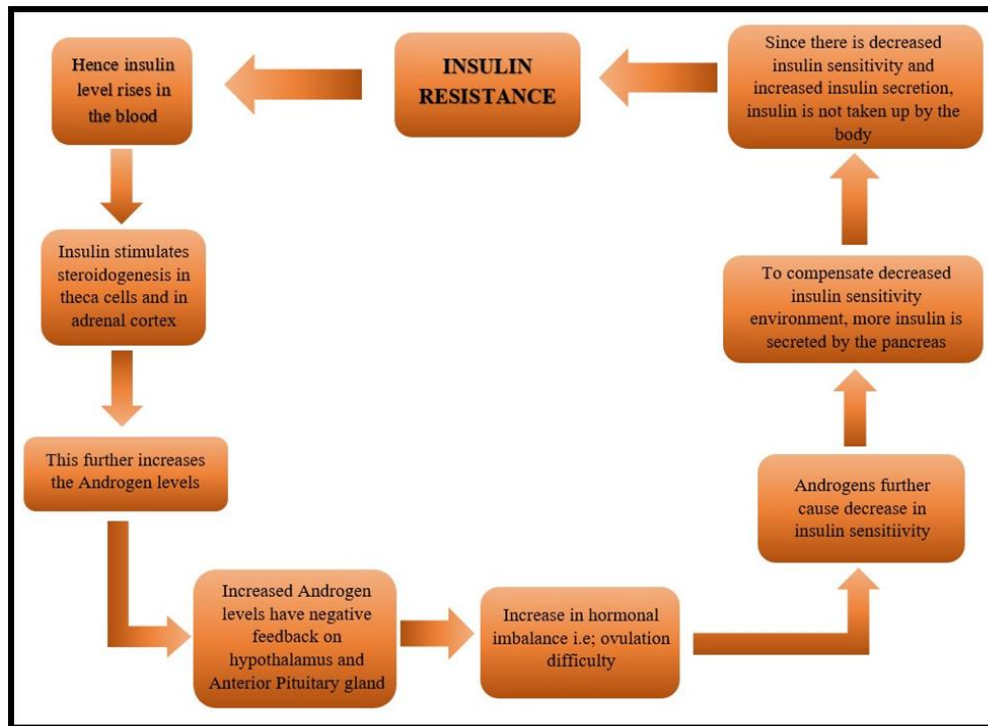 INSULIN
RESISTANCE
Hence insulin
level rises in
the blood
Insulin stimulates
steroidogenesis in
theca cells and in
adrenal cortex
This further increases
the Androgen levels
Increased Androgen
levels have negative
feedback on
hypothalamus and
Anterior Pituitary gland
Increase in hormonal
imbalance i.e; ovulation
difficulty
Androgens further
cause decrease in
insulin sensitiivity
To compensate decreased
insulin sensitivity
environment, more insulin is
secreted by the pancreas
Since there is decreased
insulin sensitivity and
increased insulin secretion,
insulin is not taken up by the
body